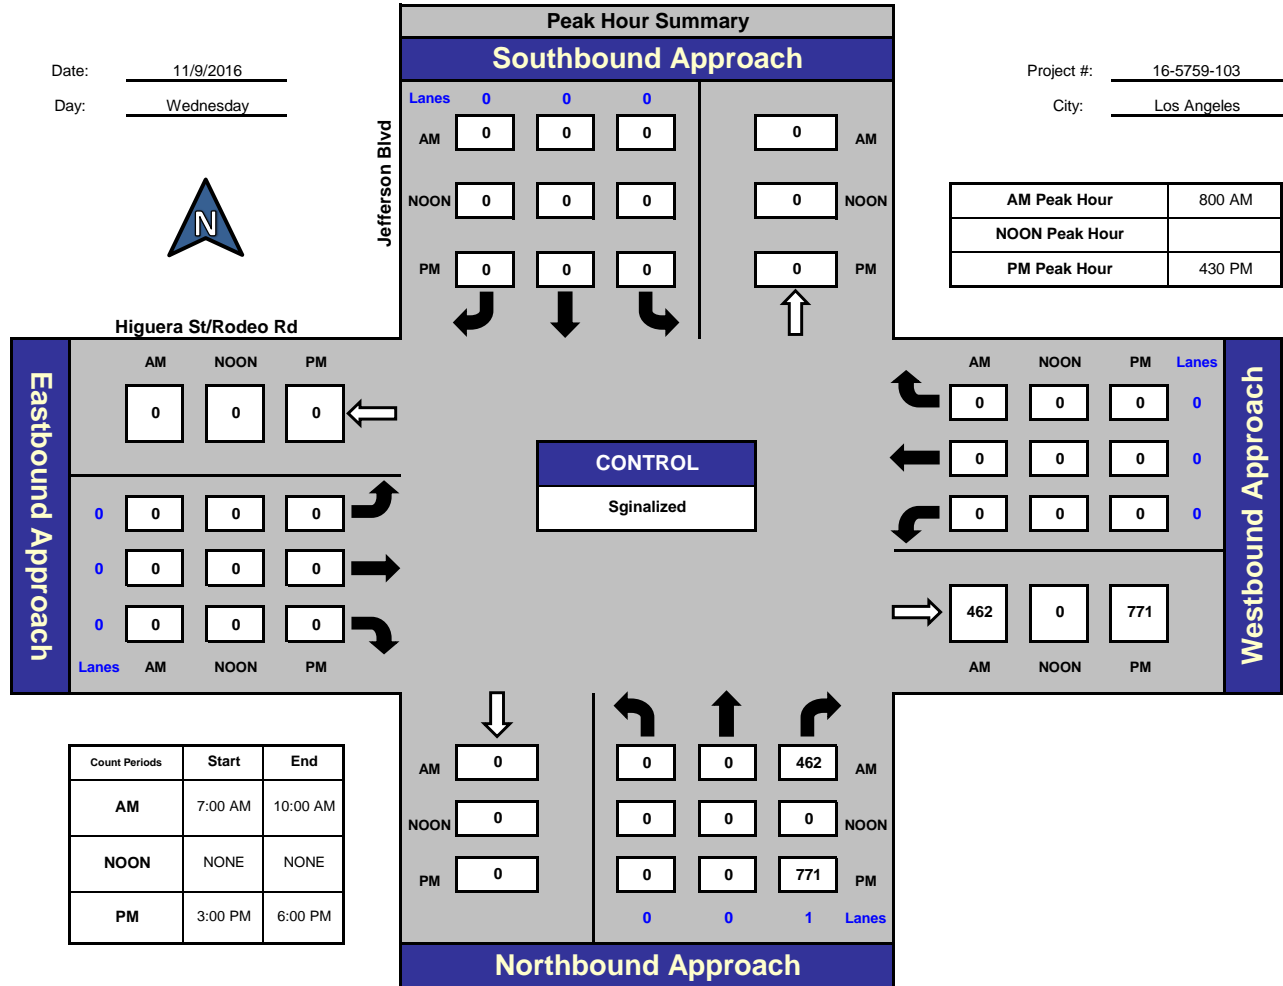 Peak Hour Summary
Southbound Approach
Date: 11/9/2016
Day: Wednesday
Project #: 16-5759-103
City: Los Angeles
N
Jefferson Blvd
Lanes 0 0 0
AM 0 0 0 0 AM
NOON 0 0 0 0 NOON
PM 0 0 0 0 PM
AM Peak Hour 800 AM
NOON Peak Hour
PM Peak Hour 430 PM
Higuera St/Rodeo Rd
Eastbound Approach
AM NOON PM
0 0 0
0 0 0 0
0 0 0 0
0 0 0 0
Lanes AM NOON PM
CONTROL
Sginalized
AM NOON PM Lanes
0 0 0 0
0 0 0 0
0 0 0 0
462 0 771
AM NOON PM
Westbound Approach
Count Periods Start End
AM 7:00 AM 10:00 AM
NOON NONE NONE
PM 3:00 PM 6:00 PM
AM 0 0 0 462 AM
NOON 0 0 0 0 NOON
PM 0 0 0 771 PM
0 0 1 Lanes
Northbound Approach